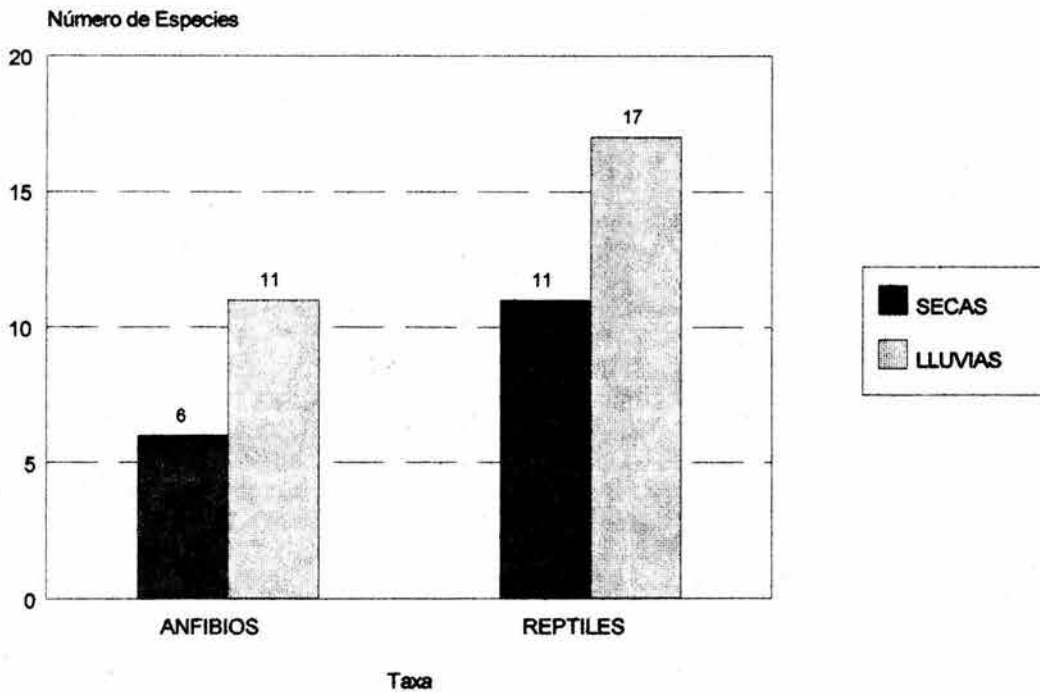 Número de Especies
20
15
10
5
0
6
11
11
17
ANFIBIOS
REPTILES
Taxa
SECAS
LLUVIAS